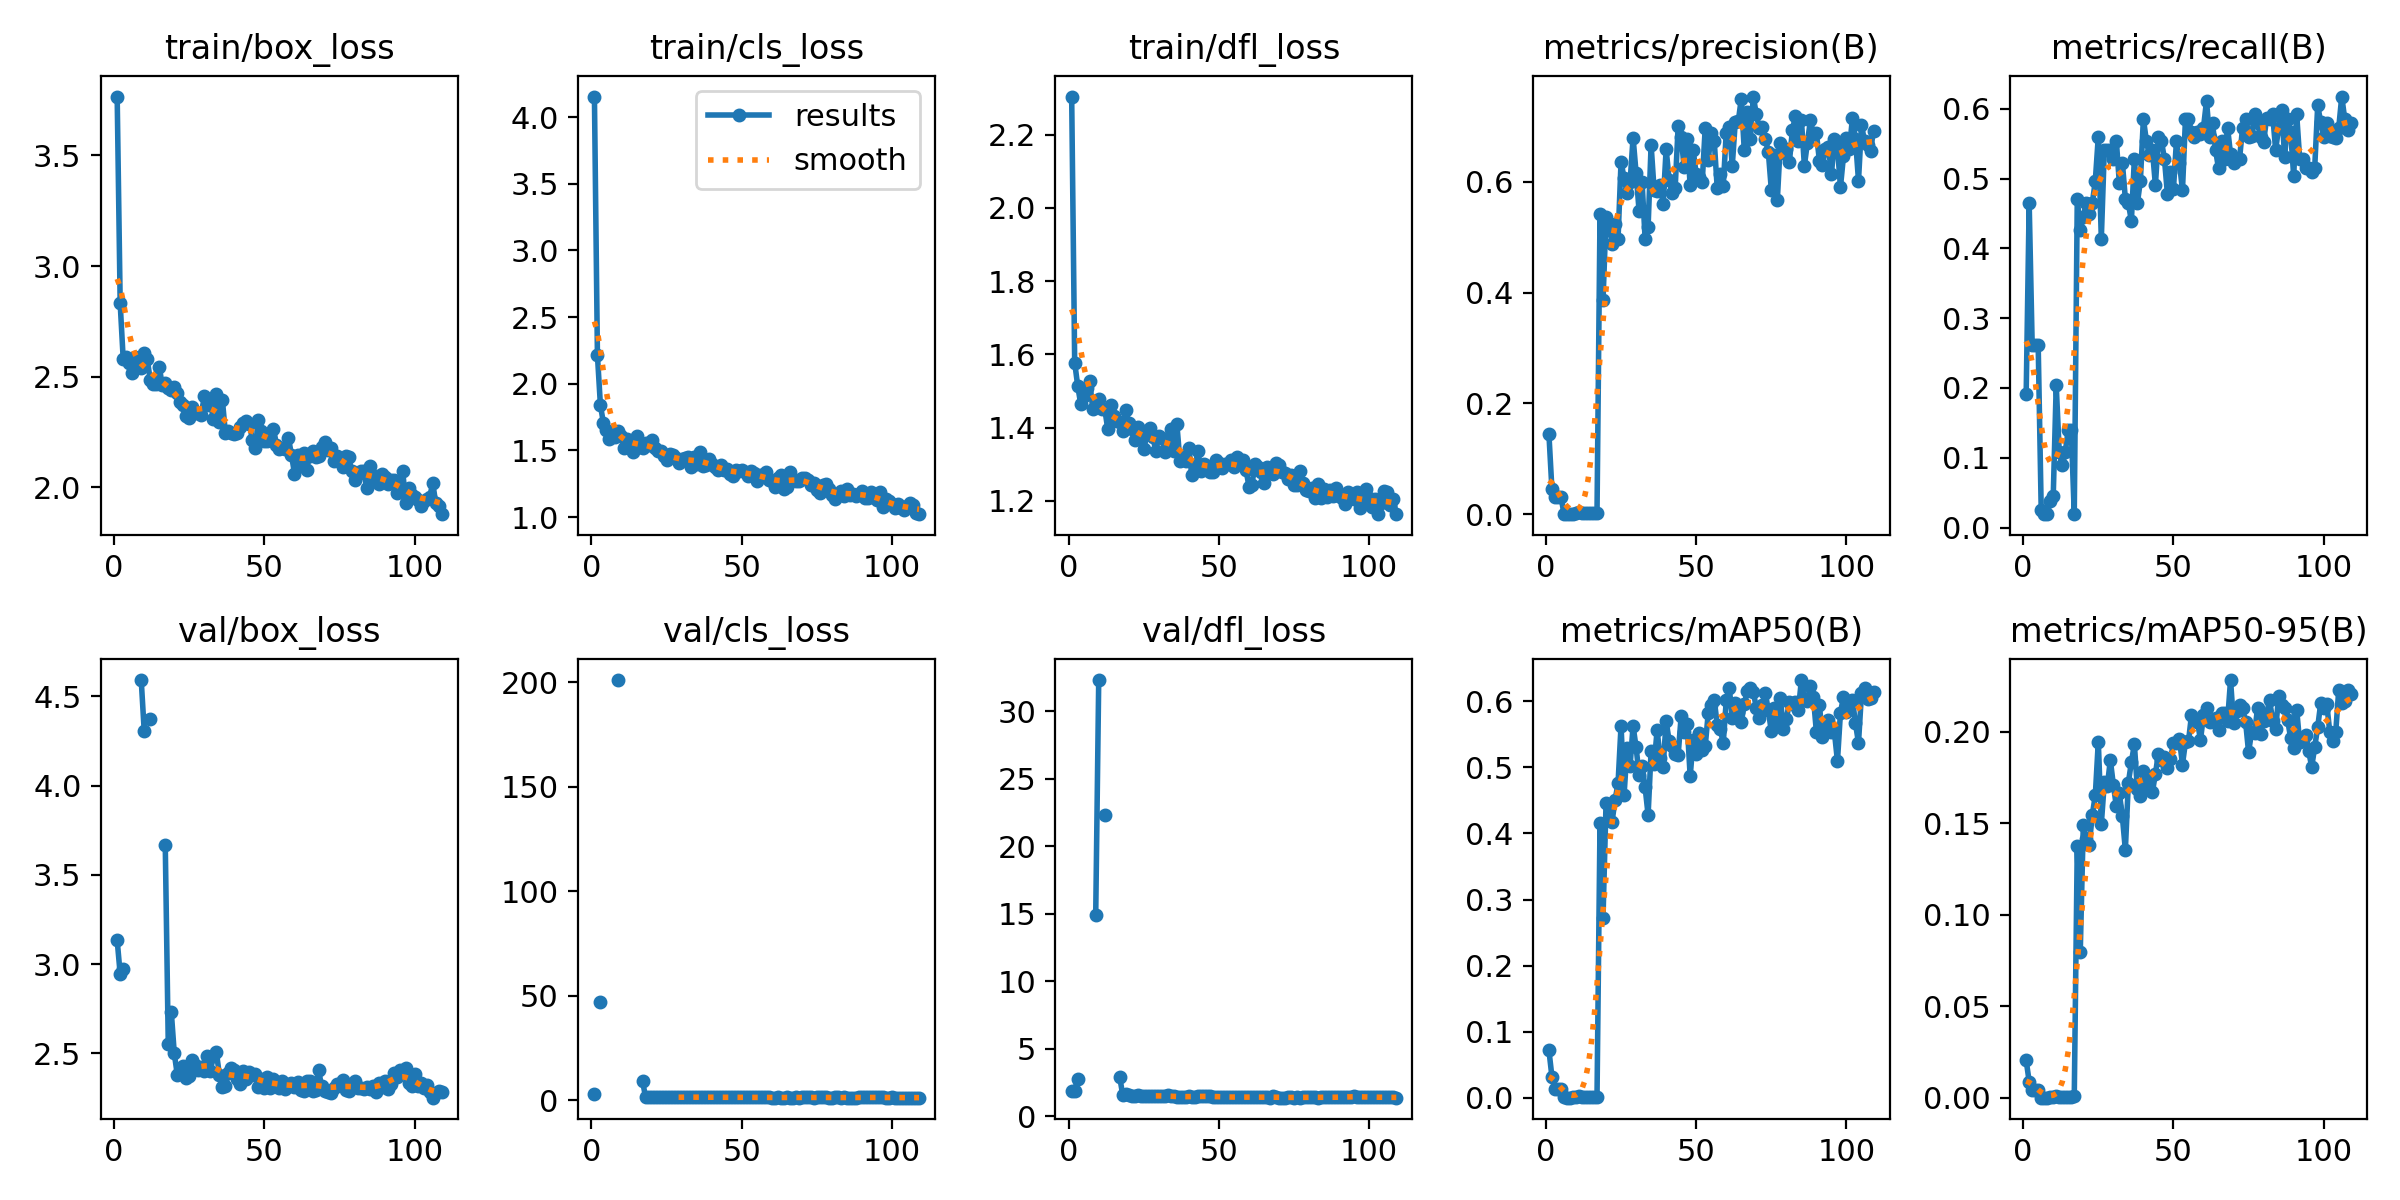 train/box_loss
3.5
3.0
2.5
2.0
0 50 100
train/cls_loss
results
smooth
4.0
3.5
3.0
2.5
2.0
1.5
1.0
0 50 100
train/dfl_loss
2.2
2.0
1.8
1.6
1.4
1.2
0 50 100
metrics/precision(B)
0.6
0.4
0.2
0.0
0 50 100
metrics/recall(B)
0.6
0.5
0.4
0.3
0.2
0.1
0.0
0 50 100
val/box_loss
4.5
4.0
3.5
3.0
2.5
0 50 100
val/cls_loss
200
150
100
50
0
0 50 100
val/dfl_loss
30
25
20
15
10
5
0
0 50 100
metrics/mAP50(B)
0.6
0.5
0.4
0.3
0.2
0.1
0.0
0 50 100
metrics/mAP50-95(B)
0.20
0.15
0.10
0.05
0.00
0 50 100